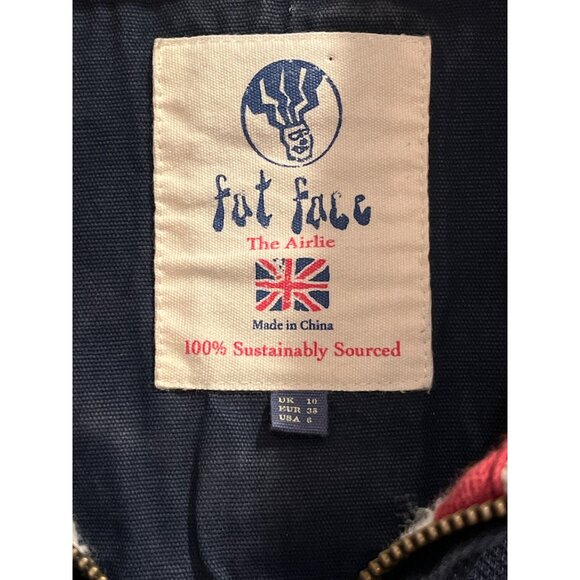 fat face
The Airlie
Made in China
100% Sustainably Sourced
UK 10
EUR 38
USA 6